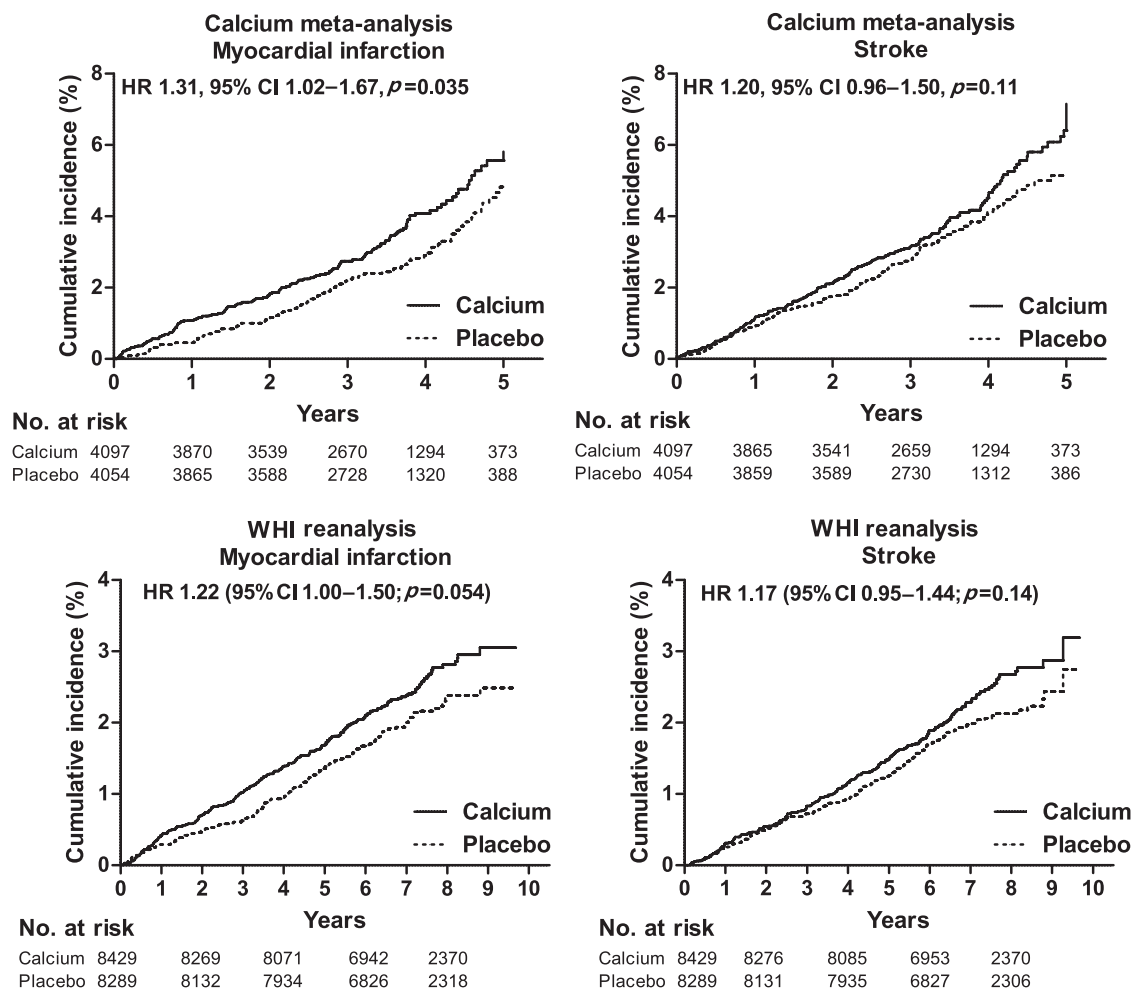 Calcium meta-analysis
Myocardial infarction
HR 1.31, 95% CI 1.02–1.67, p=0.035
Cumulative incidence (%)
8
6
4
2
0
Calcium
Placebo
0 1 2 3 4 5
Years
No. at risk
Calcium 4097 3870 3539 2670 1294 373
Placebo 4054 3865 3588 2728 1320 388
Calcium meta-analysis
Stroke
HR 1.20, 95% CI 0.96–1.50, p=0.11
Cumulative incidence (%)
8
6
4
2
0
Calcium
Placebo
0 1 2 3 4 5
Years
No. at risk
Calcium 4097 3865 3541 2659 1294 373
Placebo 4054 3859 3589 2730 1312 386
WHI reanalysis
Myocardial infarction
HR 1.22 (95% CI 1.00–1.50; p=0.054)
Cumulative incidence (%)
4
3
2
1
0
Calcium
Placebo
0 1 2 3 4 5 6 7 8 9 10
Years
No. at risk
Calcium 8429 8269 8071 6942 2370
Placebo 8289 8132 7934 6826 2318
WHI reanalysis
Stroke
HR 1.17 (95% CI 0.95–1.44; p=0.14)
Cumulative incidence (%)
4
3
2
1
0
Calcium
Placebo
0 1 2 3 4 5 6 7 8 9 10
Years
No. at risk
Calcium 8429 8276 8085 6953 2370
Placebo 8289 8131 7935 6827 2306